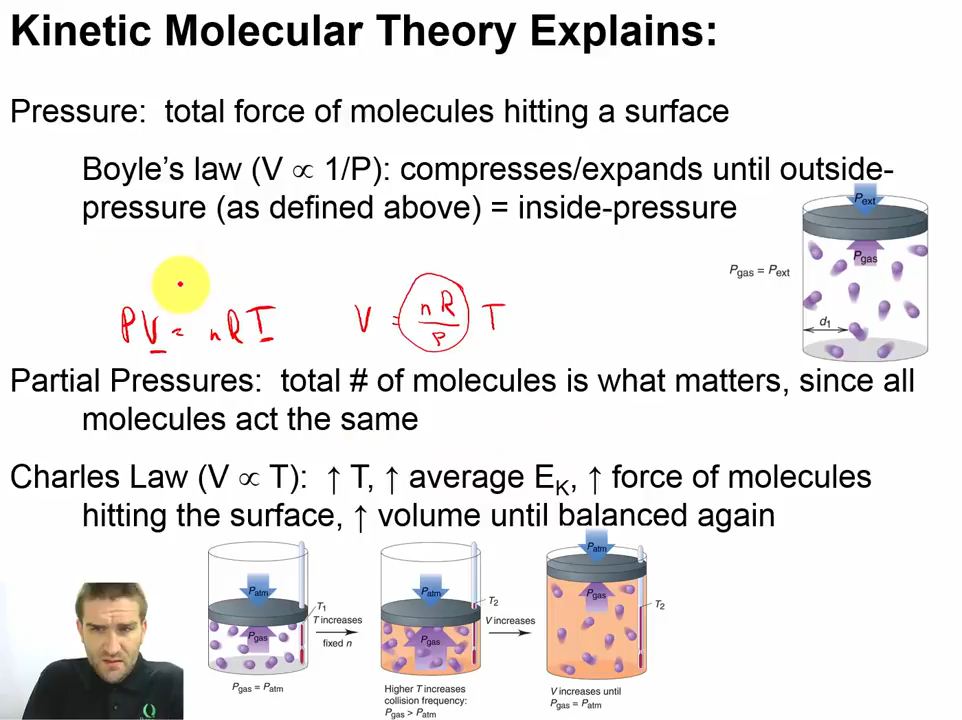 Kinetic Molecular Theory Explains:
Pressure: total force of molecules hitting a surface
Boyle's law (V ∝ 1/P): compresses/expands until outside-
pressure (as defined above) = inside-pressure
Pext
Pgas
Pgas = Pext
d1
PV = nRT
V = nR/P T
Partial Pressures: total # of molecules is what matters, since all
molecules act the same
Charles Law (V ∝ T): ↑ T, ↑ average EK, ↑ force of molecules
hitting the surface, ↑ volume until balanced again
Patm
Pgas
T1
T increases
fixed n
Pgas = Patm
Patm
Pgas
T2
V increases
Higher T increases
collision frequency:
Pgas > Patm
Patm
Pgas
T2
V increases until
Pgas = Patm